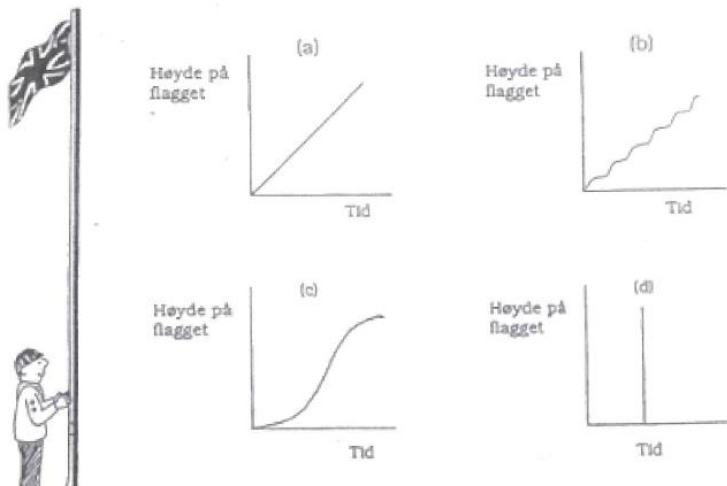 (a)
Høyde på
flagget
Tid
(b)
Høyde på
flagget
Tid
(c)
Høyde på
flagget
Tid
(d)
Høyde på
flagget
Tid